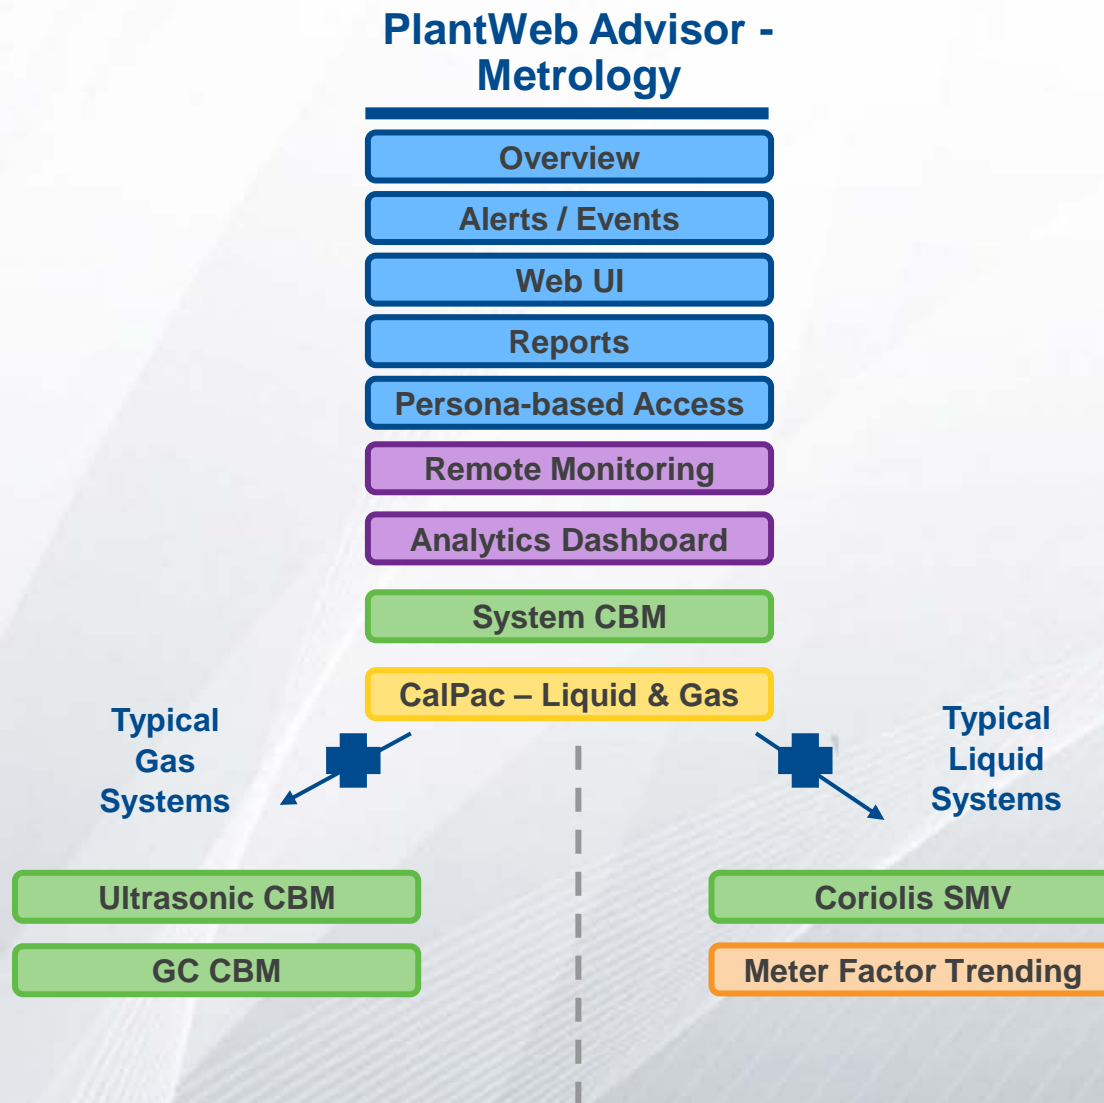 PlantWeb Advisor -
Metrology
Overview
Alerts / Events
Web UI
Reports
Persona-based Access
Remote Monitoring
Analytics Dashboard
System CBM
CalPac – Liquid & Gas
Typical
Gas
Systems
Typical
Liquid
Systems
Ultrasonic CBM
GC CBM
Coriolis SMV
Meter Factor Trending